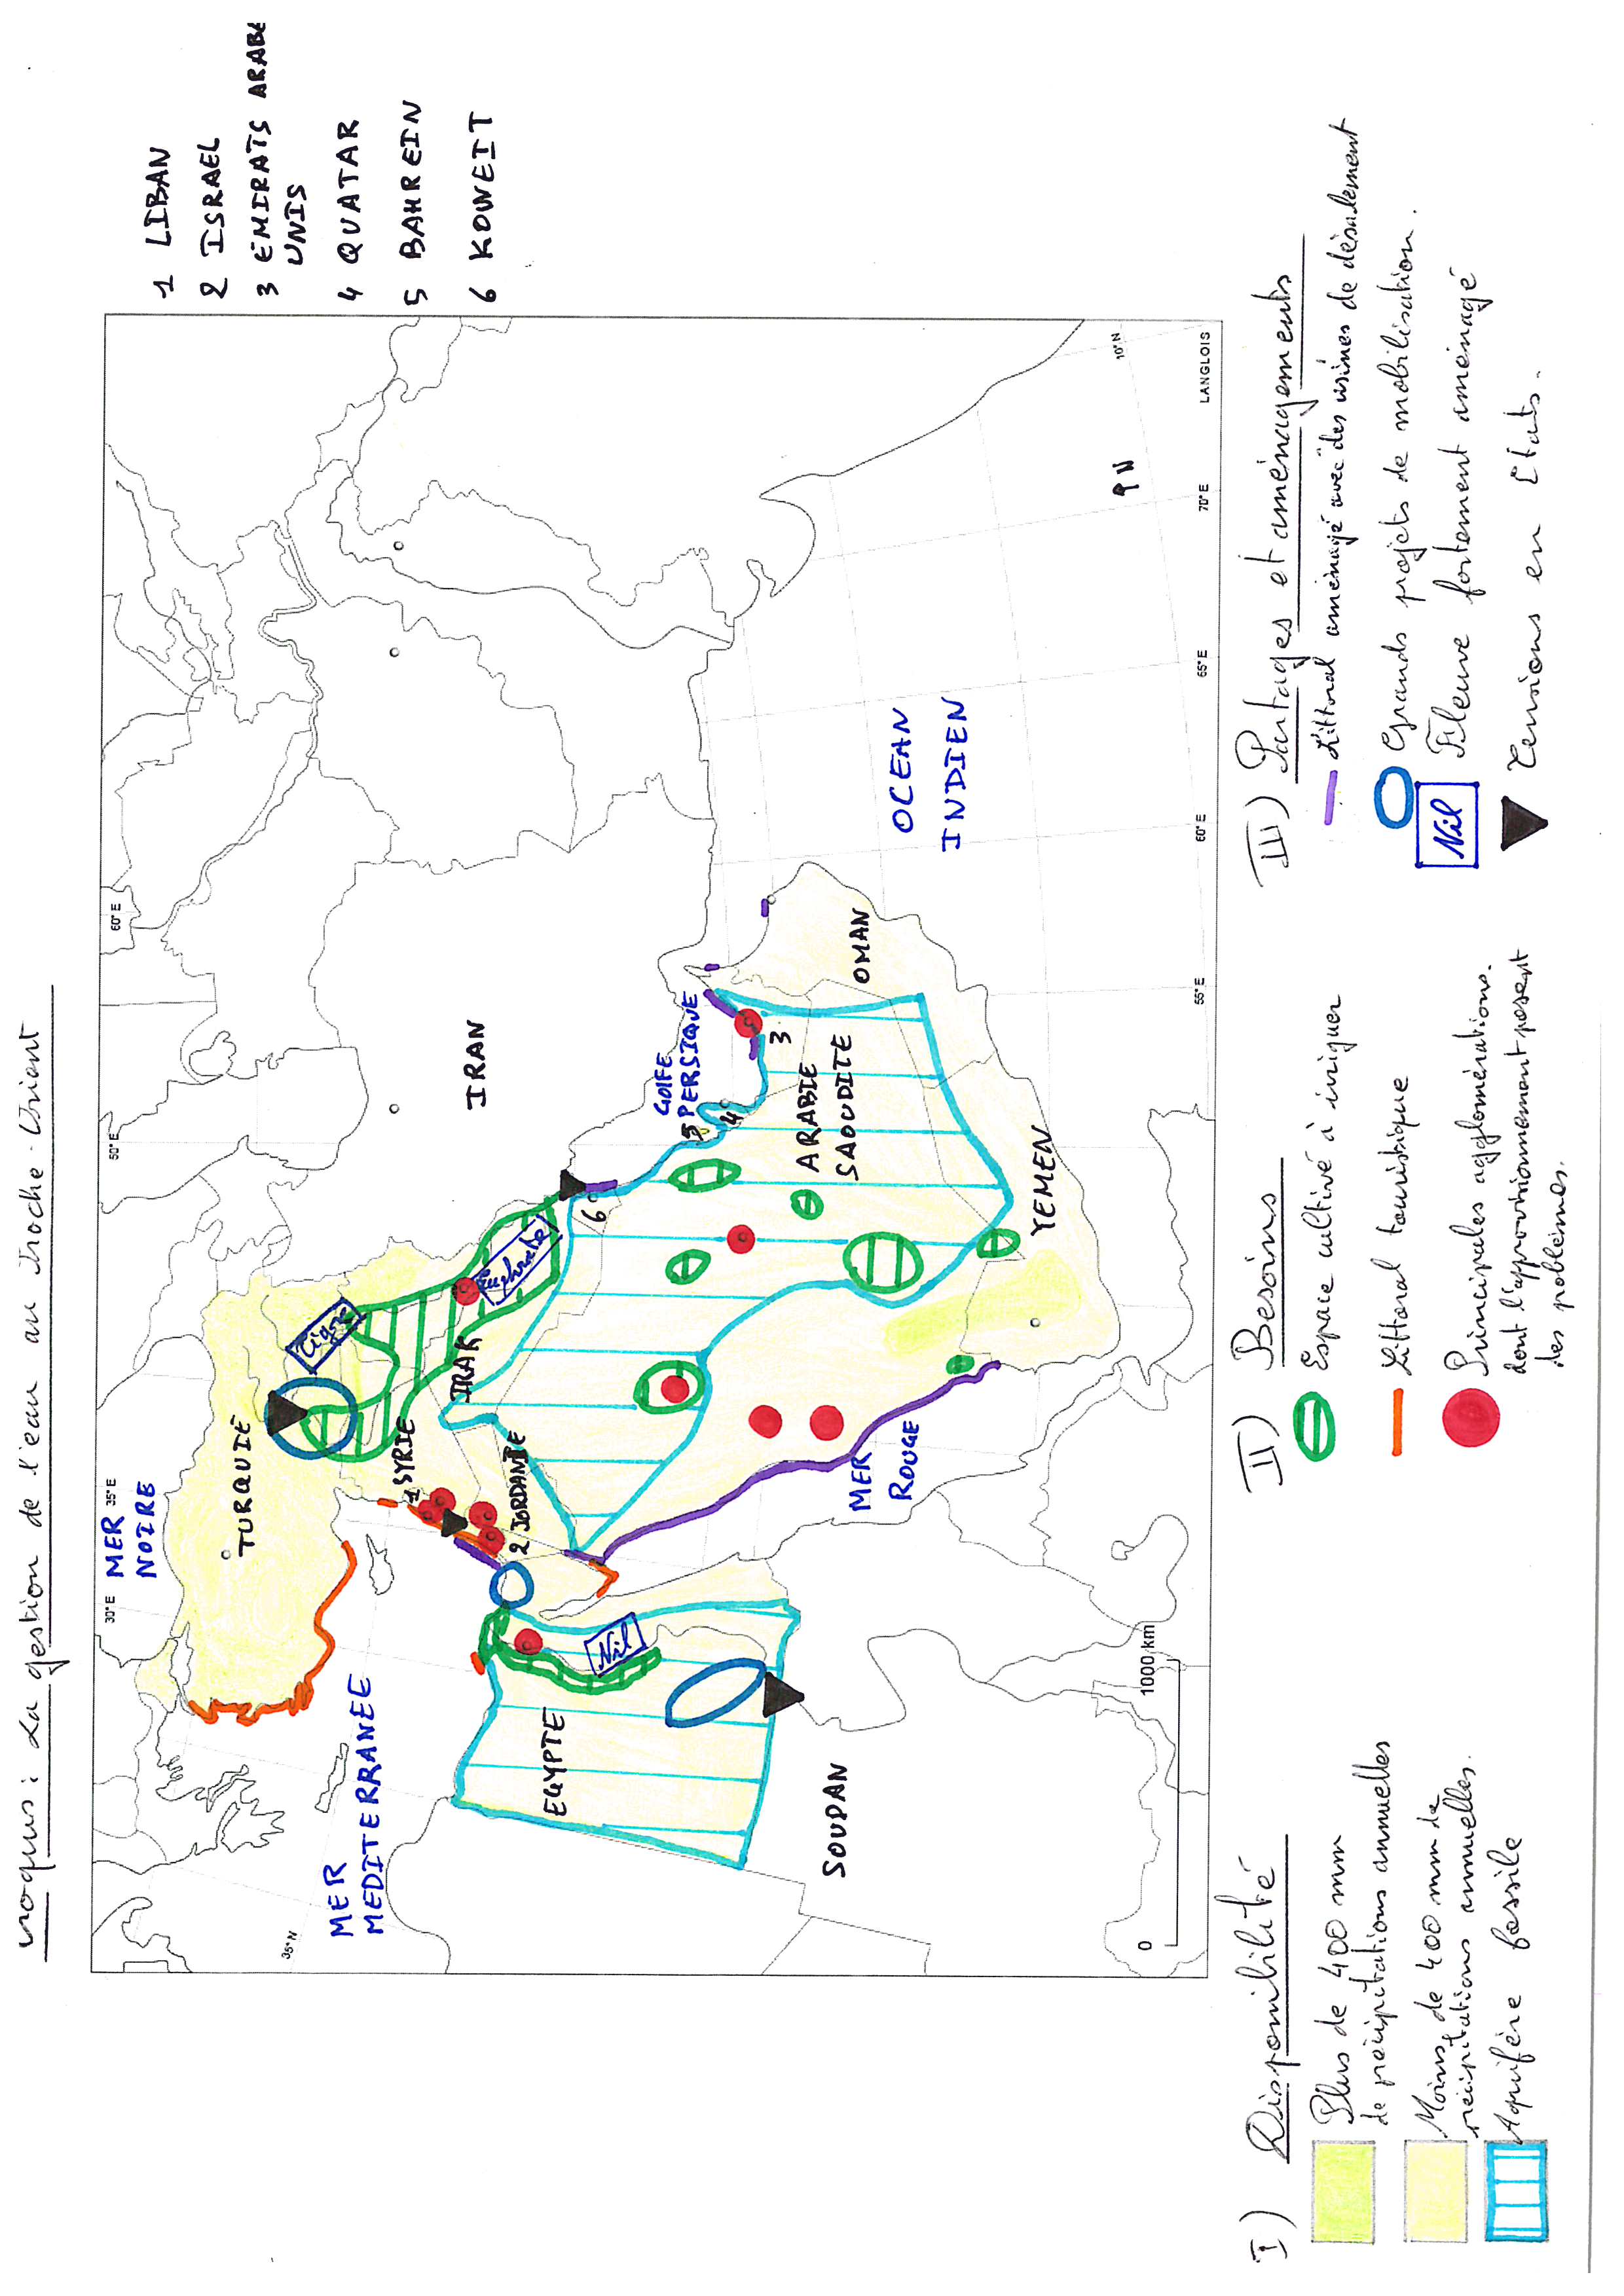 Croquis : La gestion de l'eau au Proche-Orient
30° E
MER
NOIRE
35° E
50° E
60° E
1 LIBAN
2 ISRAEL
3 EMIRATS ARABE
UNIS
4 QUATAR
5 BAHREIN
6 KOWEIT
TURQUIE
35° N
MER
MEDITERRANEE
Tigre
1 SYRIE
IRAK
IRAN
Euphrate
2 JORDANIE
EGYPTE
Nil
6
GOLFE
PERSIQUE
5
4
3
ARABIE
SAOUDITE
SOUDAN
OMAN
MER
ROUGE
OCEAN
INDIEN
YEMEN
N
10° N
0
1000 km
55° E
60° E
65° E
70° E
LANGLOIS
I) Disponibilité
Plus de 400 mm
de précipitations annuelles
Moins de 400 mm de
précipitations annuelles.
Aquifère fossile
II) Besoins
Espace cultivé à irriguer
Littoral touristique
Principales agglomérations.
dont l'approvisionnement posent
des problèmes.
III) Partages et aménagements
Littoral aménagé avec des usines de désalement
Grands projets de mobilisation.
Nil Fleuve fortement aménagé
Tensions en Etats.